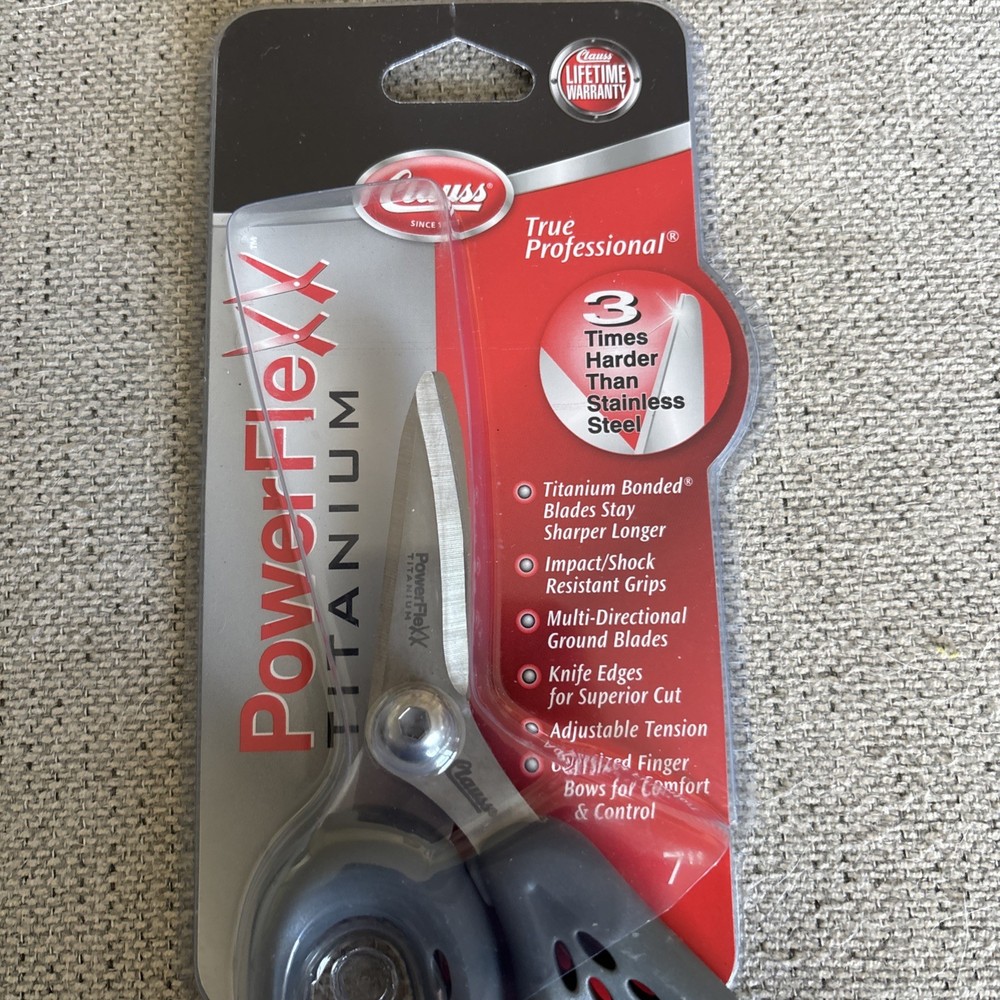 Clauss
LIFETIME
WARRANTY
Clauss®
SINCE
True
Professional®
PowerFleXX™
TITANIUM
3
Times
Harder
Than
Stainless
Steel
Titanium Bonded®
Blades Stay
Sharper Longer
Impact/Shock
Resistant Grips
Multi-Directional
Ground Blades
Knife Edges
for Superior Cut
Adjustable Tension
Finger
Bows for Comfort
& Control
7"
PowerFleXX
TITANIUM
Clauss